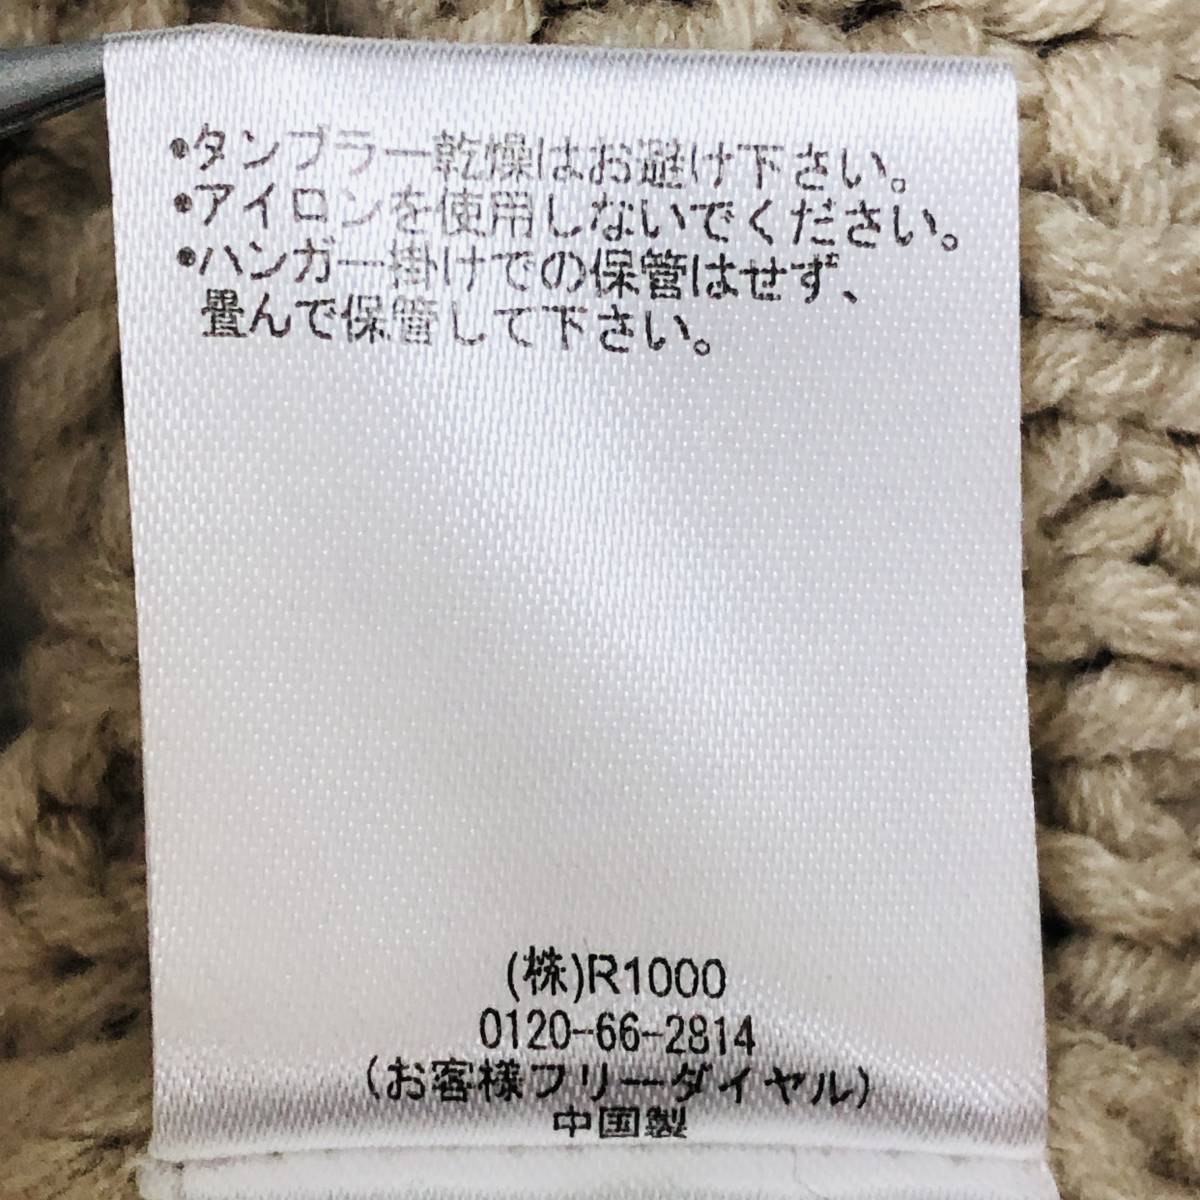 •タンブラー乾燥はお避け下さい。
•アイロンを使用しないでください。
•ハンガー掛けでの保管はせず、
畳んで保管して下さい。
(株)R1000
0120-66-2814
(お客様フリーダイヤル)
中国製